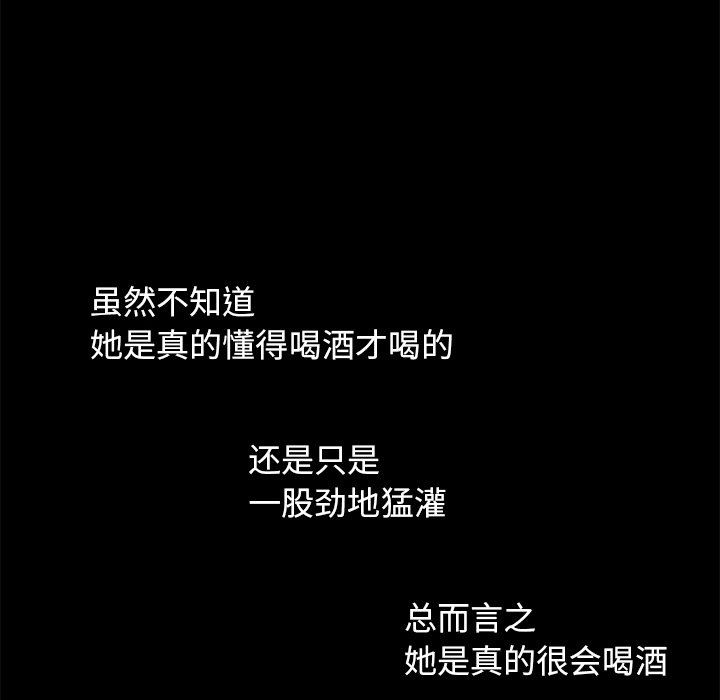 虽然不知道
她是真的懂得喝酒才喝的
还是只是
一股劲地猛灌
总而言之
她是真的很会喝酒